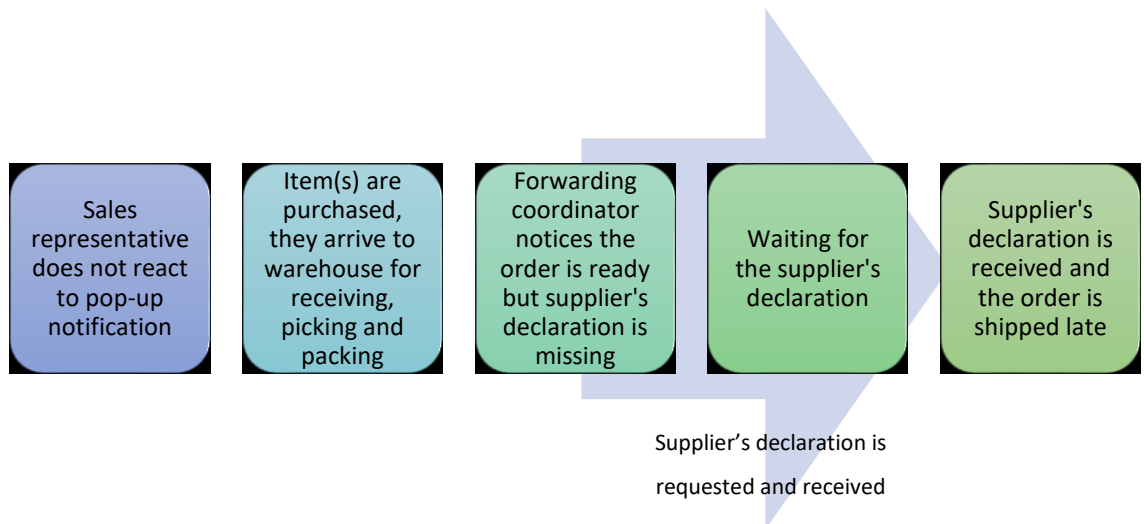 Sales
representative
does not react
to pop-up
notification
Item(s) are
purchased,
they arrive to
warehouse for
receiving,
picking and
packing
Forwarding
coordinator
notices the
order is ready
but supplier's
declaration is
missing
Waiting for
the supplier's
declaration
Supplier's
declaration is
received and
the order is
shipped late
Supplier’s declaration is
requested and received